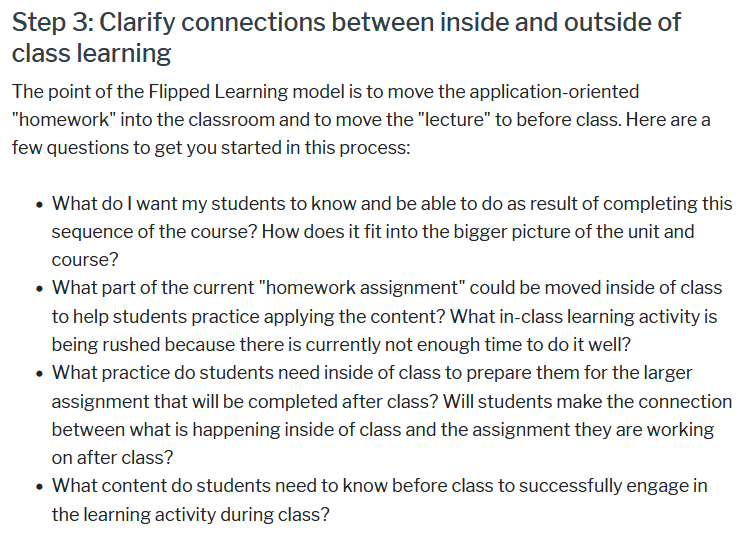 Step 3: Clarify connections between inside and outside of
class learning
The point of the Flipped Learning model is to move the application-oriented
"homework" into the classroom and to move the "lecture" to before class. Here are a
few questions to get you started in this process:
• What do I want my students to know and be able to do as result of completing this
sequence of the course? How does it fit into the bigger picture of the unit and
course?
• What part of the current "homework assignment" could be moved inside of class
to help students practice applying the content? What in-class learning activity is
being rushed because there is currently not enough time to do it well?
• What practice do students need inside of class to prepare them for the larger
assignment that will be completed after class? Will students make the connection
between what is happening inside of class and the assignment they are working
on after class?
• What content do students need to know before class to successfully engage in
the learning activity during class?